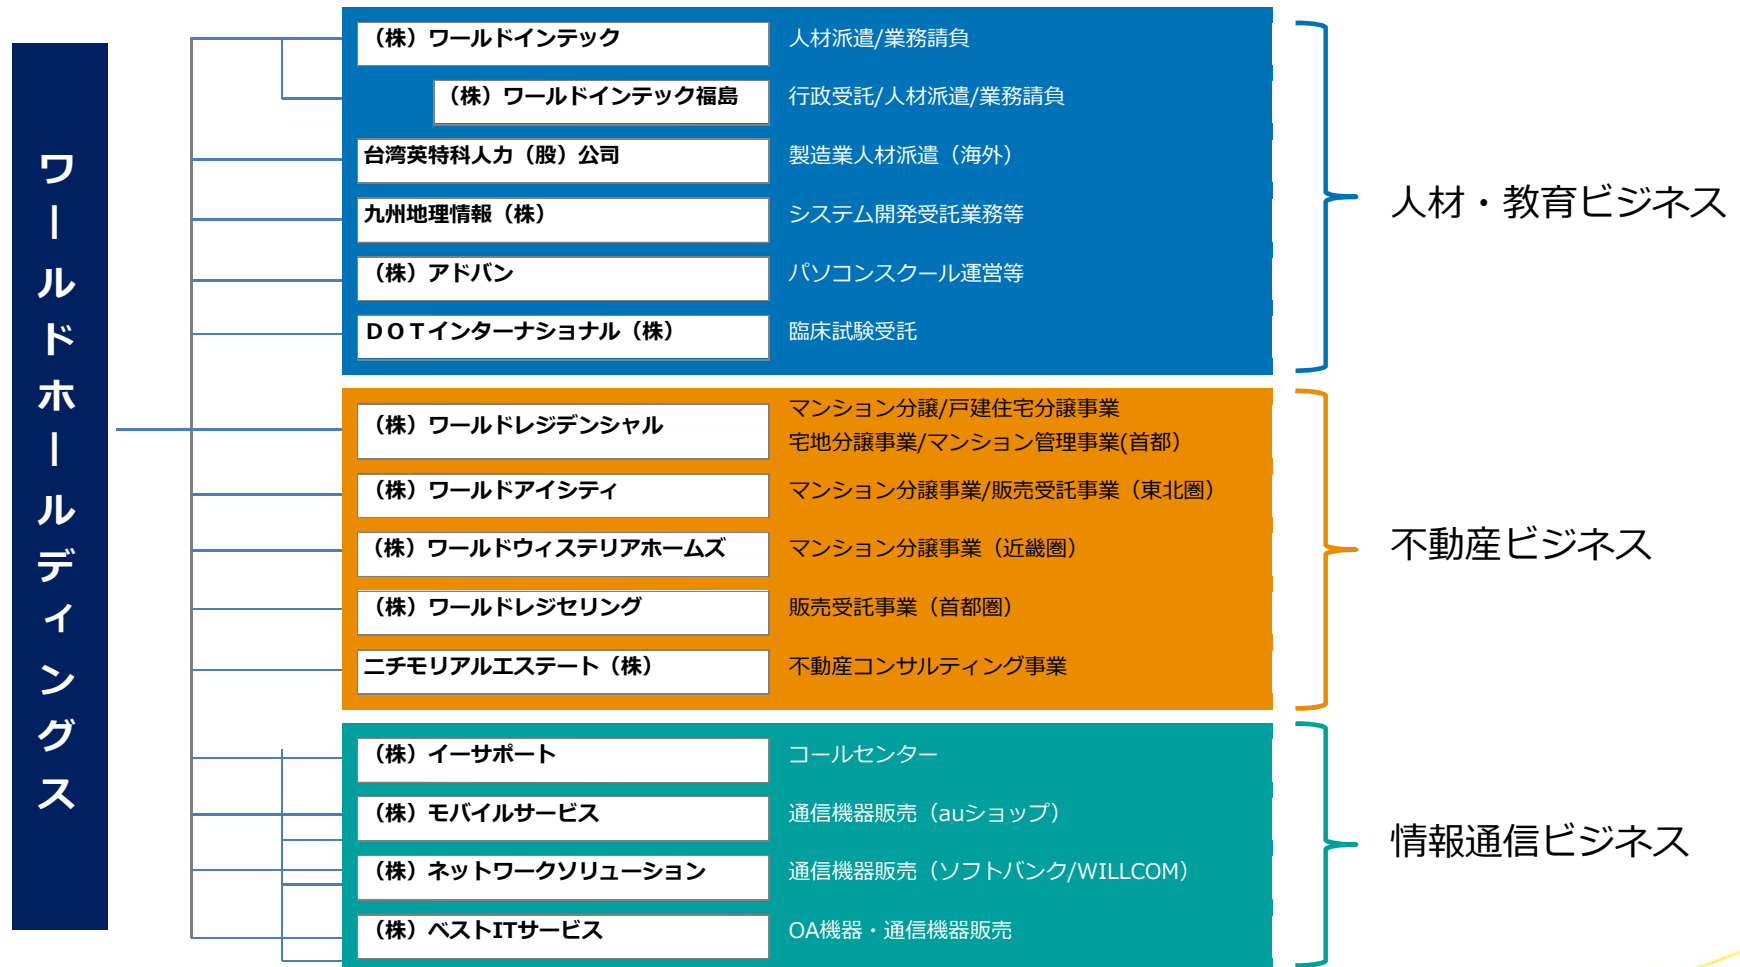 ワールドホールディングス
（株）ワールドインテック
人材派遣/業務請負
（株）ワールドインテック福島
行政受託/人材派遣/業務請負
台湾英特科人力（股）公司
製造業人材派遣（海外）
九州地理情報（株）
システム開発受託業務等
（株）アドバン
パソコンスクール運営等
ＤＯＴインターナショナル（株）
臨床試験受託
人材・教育ビジネス
（株）ワールドレジデンシャル
マンション分譲/戸建住宅分譲事業
宅地分譲事業/マンション管理事業(首都）
（株）ワールドアイシティ
マンション分譲事業/販売受託事業（東北圏）
（株）ワールドウィステリアホームズ
マンション分譲事業（近畿圏）
（株）ワールドレジセリング
販売受託事業（首都圏）
ニチモリアルエステート（株）
不動産コンサルティング事業
不動産ビジネス
（株）イーサポート
コールセンター
（株）モバイルサービス
通信機器販売（auショップ）
（株）ネットワークソリューション
通信機器販売（ソフトバンク/WILLCOM）
（株）ベストITサービス
OA機器・通信機器販売
情報通信ビジネス